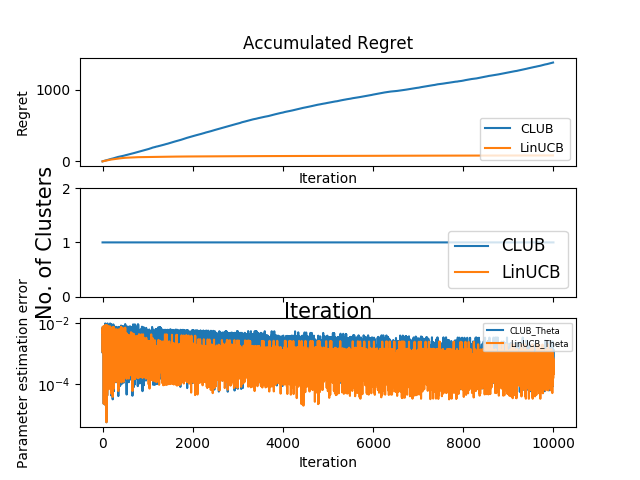 Accumulated Regret
Regret
1000
0
CLUB
LinUCB
Iteration
No. of Clusters
2
1
0
CLUB
LinUCB
Iteration
Parameter estimation error
10⁻²
10⁻⁴
CLUB_Theta
LinUCB_Theta
0 2000 4000 6000 8000 10000
Iteration